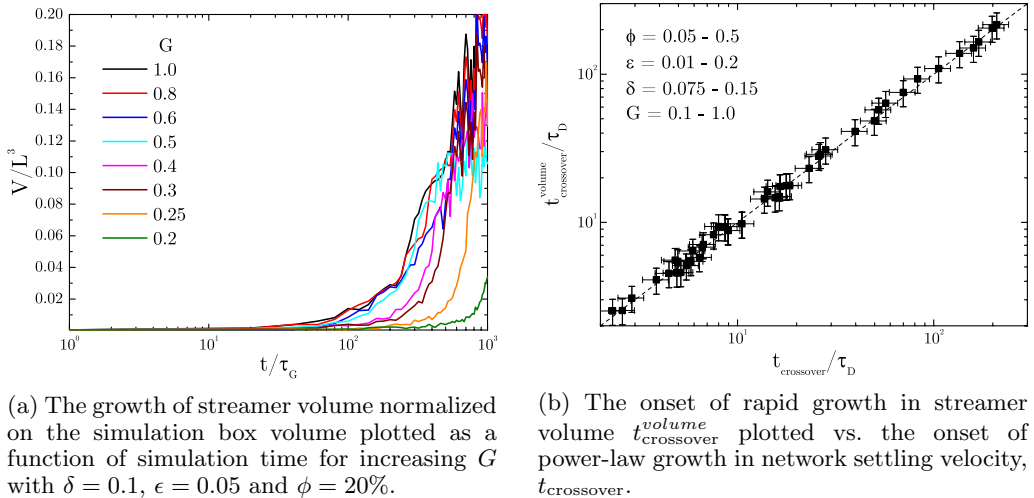 V/L³
0.20
0.18
0.16
0.14
0.12
0.10
0.08
0.06
0.04
0.02
G
1.0
0.8
0.6
0.5
0.4
0.3
0.25
0.2
10⁰ 10¹ 10² 10³
t/τ_G
t^volume_crossover/τ_D
10²
10¹
ϕ = 0.05 - 0.5
ε = 0.01 - 0.2
δ = 0.075 - 0.15
G = 0.1 - 1.0
10¹ 10²
t_crossover/τ_D
(a) The growth of streamer volume normalized
on the simulation box volume plotted as a
function of simulation time for increasing G
with δ = 0.1, ϵ = 0.05 and ϕ = 20%.
(b) The onset of rapid growth in streamer
volume t^volume_crossover plotted vs. the onset of
power-law growth in network settling velocity,
t_crossover.